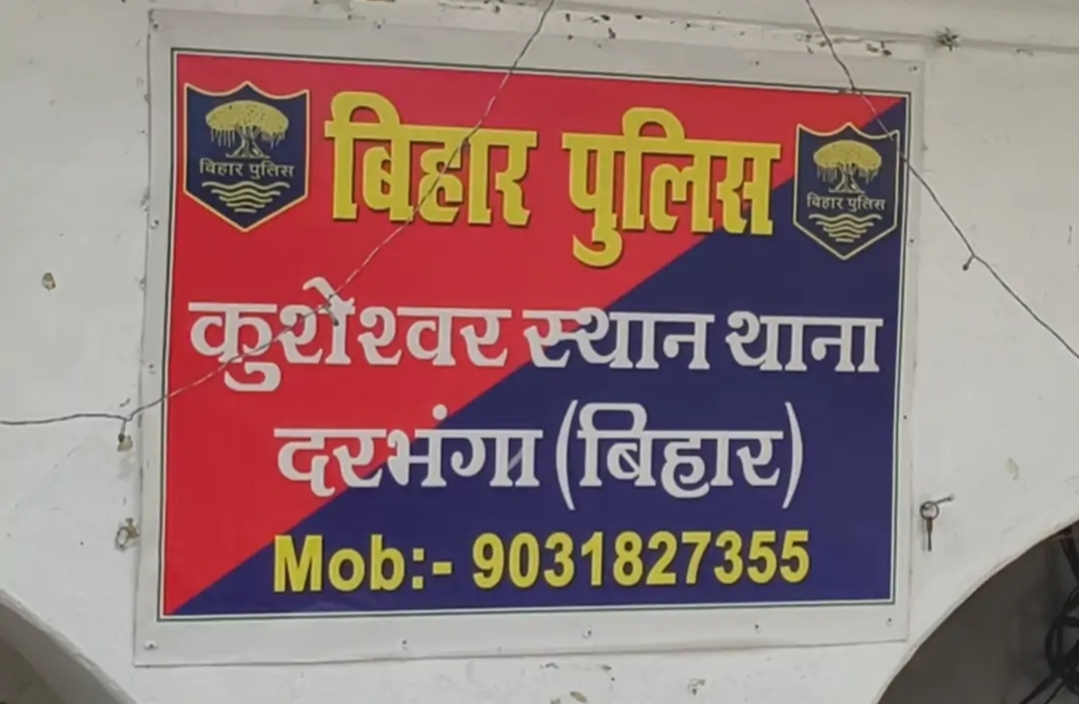 बिहार पुलिस
बिहार पुलिस
बिहार पुलिस
कुशेश्वर स्थान थाना
दरभंगा (बिहार)
Mob:- 9031827355